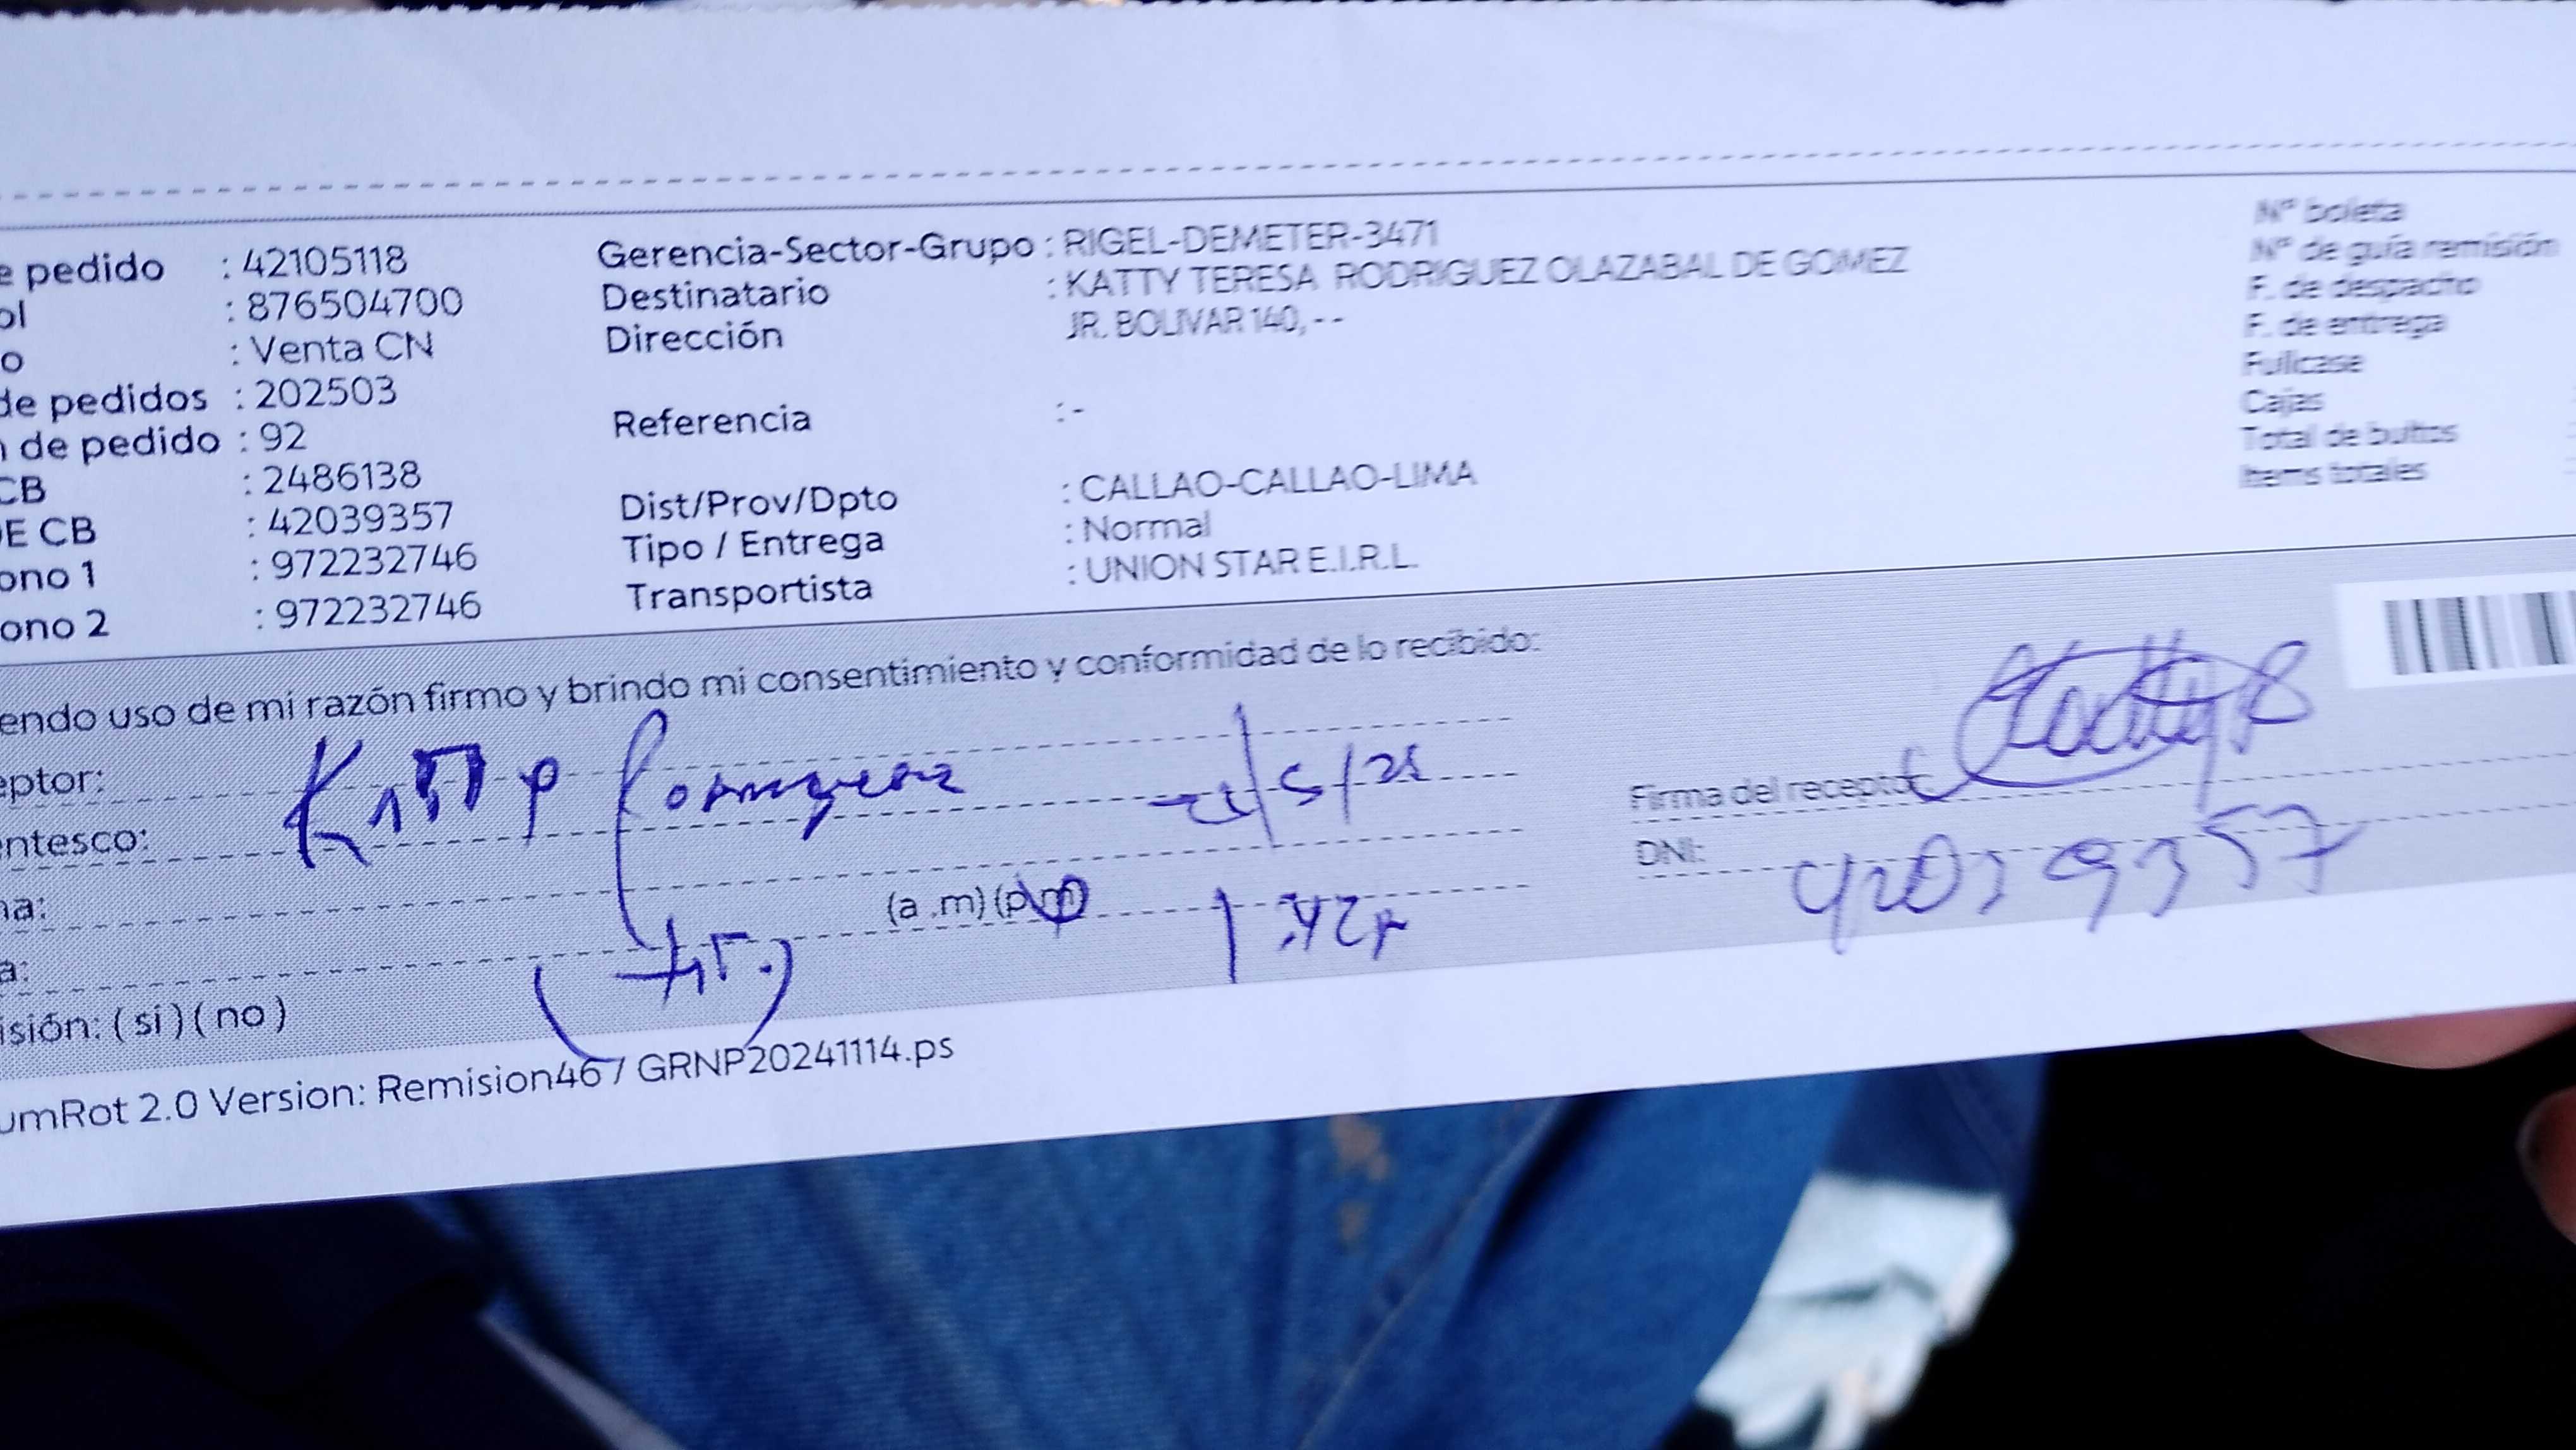 e pedido : 42105118
ol : 876504700
o : Venta CN
de pedidos : 202503
n de pedido : 92
CB : 2486138
DE CB : 42039357
ono 1 : 972232746
ono 2 : 972232746
Gerencia-Sector-Grupo : RIGEL-DEMETER-3471
Destinatario : KATTY TERESA RODRIGUEZ OLAZABAL DE GOMEZ
Dirección JR. BOLIVAR 140, --
Referencia : -
Dist/Prov/Dpto : CALLAO-CALLAO-LIMA
Tipo / Entrega : Normal
Transportista : UNION STAR E.I.R.L.
Nº boleta
Nº de guía remisión
F. de despacho
F. de entrega
Fullcase
Cajas
Total de bultos
Items totales
endo uso de mi razón firmo y brindo mi consentimiento y conformidad de lo recibido:
eptor:
entesco:
na:
(a .m) (p.m)
a:
isión: ( si ) ( no )
Firma del receptor
DNI: 42039357
umRot 2.0 Version: Remision467 GRNP20241114.ps